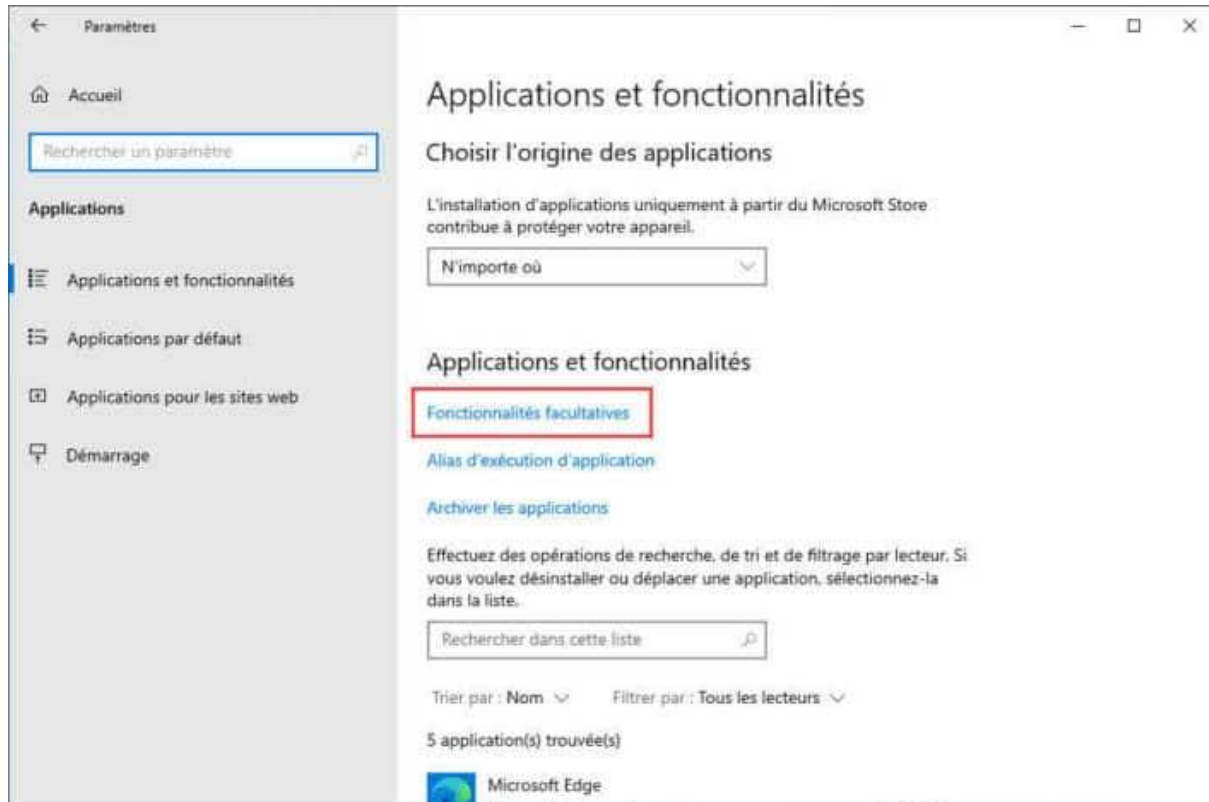 Paramètres
Accueil
Rechercher un paramètre
Applications
Applications et fonctionnalités
Applications par défaut
Applications pour les sites web
Démarrage
Applications et fonctionnalités
Choisir l'origine des applications
L'installation d'applications uniquement à partir du Microsoft Store
contribue à protéger votre appareil.
N'importe où
Applications et fonctionnalités
Fonctionnalités facultatives
Alias d'exécution d'application
Archiver les applications
Effectuez des opérations de recherche, de tri et de filtrage par lecteur. Si
vous voulez désinstaller ou déplacer une application, sélectionnez-la
dans la liste.
Rechercher dans cette liste
Trier par : Nom Filtrer par : Tous les lecteurs
5 application(s) trouvée(s)
Microsoft Edge